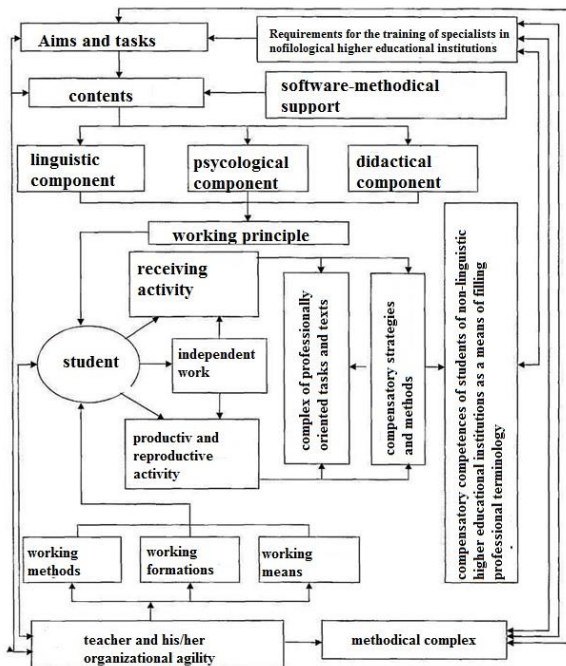 Aims and tasks
Requirements for the training of specialists in
nofilological higher educational institutions
contents
software-methodical
support
linguistic
component
psycological
component
didactical
component
working principle
receiving
activity
student
independent
work
productiv and
reproductive
activity
complex of professionally
oriented tasks and texts
compensatory strategies
and methods
compensatory competences of students of non-linguistic
higher educational institutions as a means of filling
professional terminology
working
methods
working
formations
working
means
teacher and his/her
organizational agility
methodical complex